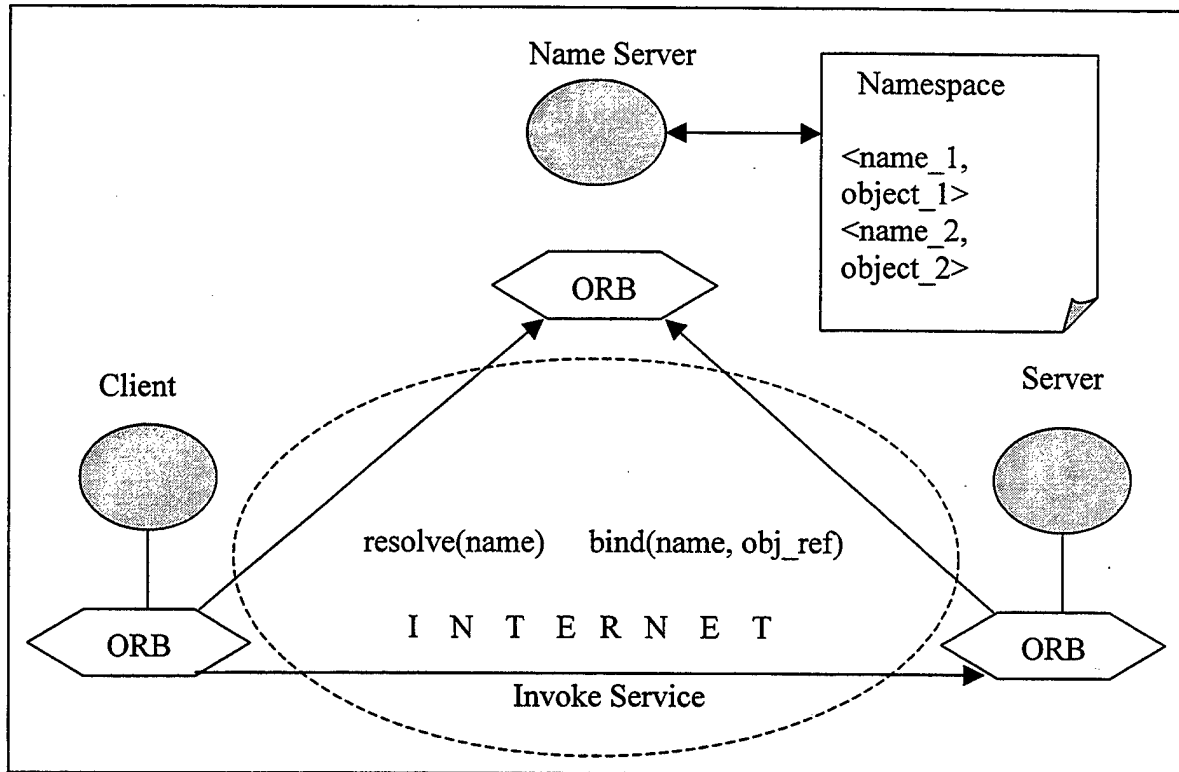 Name Server
Namespace
<name_1,
object_1>
<name_2,
object_2>
ORB
Client
Server
resolve(name)
bind(name, obj_ref)
I N T E R N E T
ORB
ORB
Invoke Service